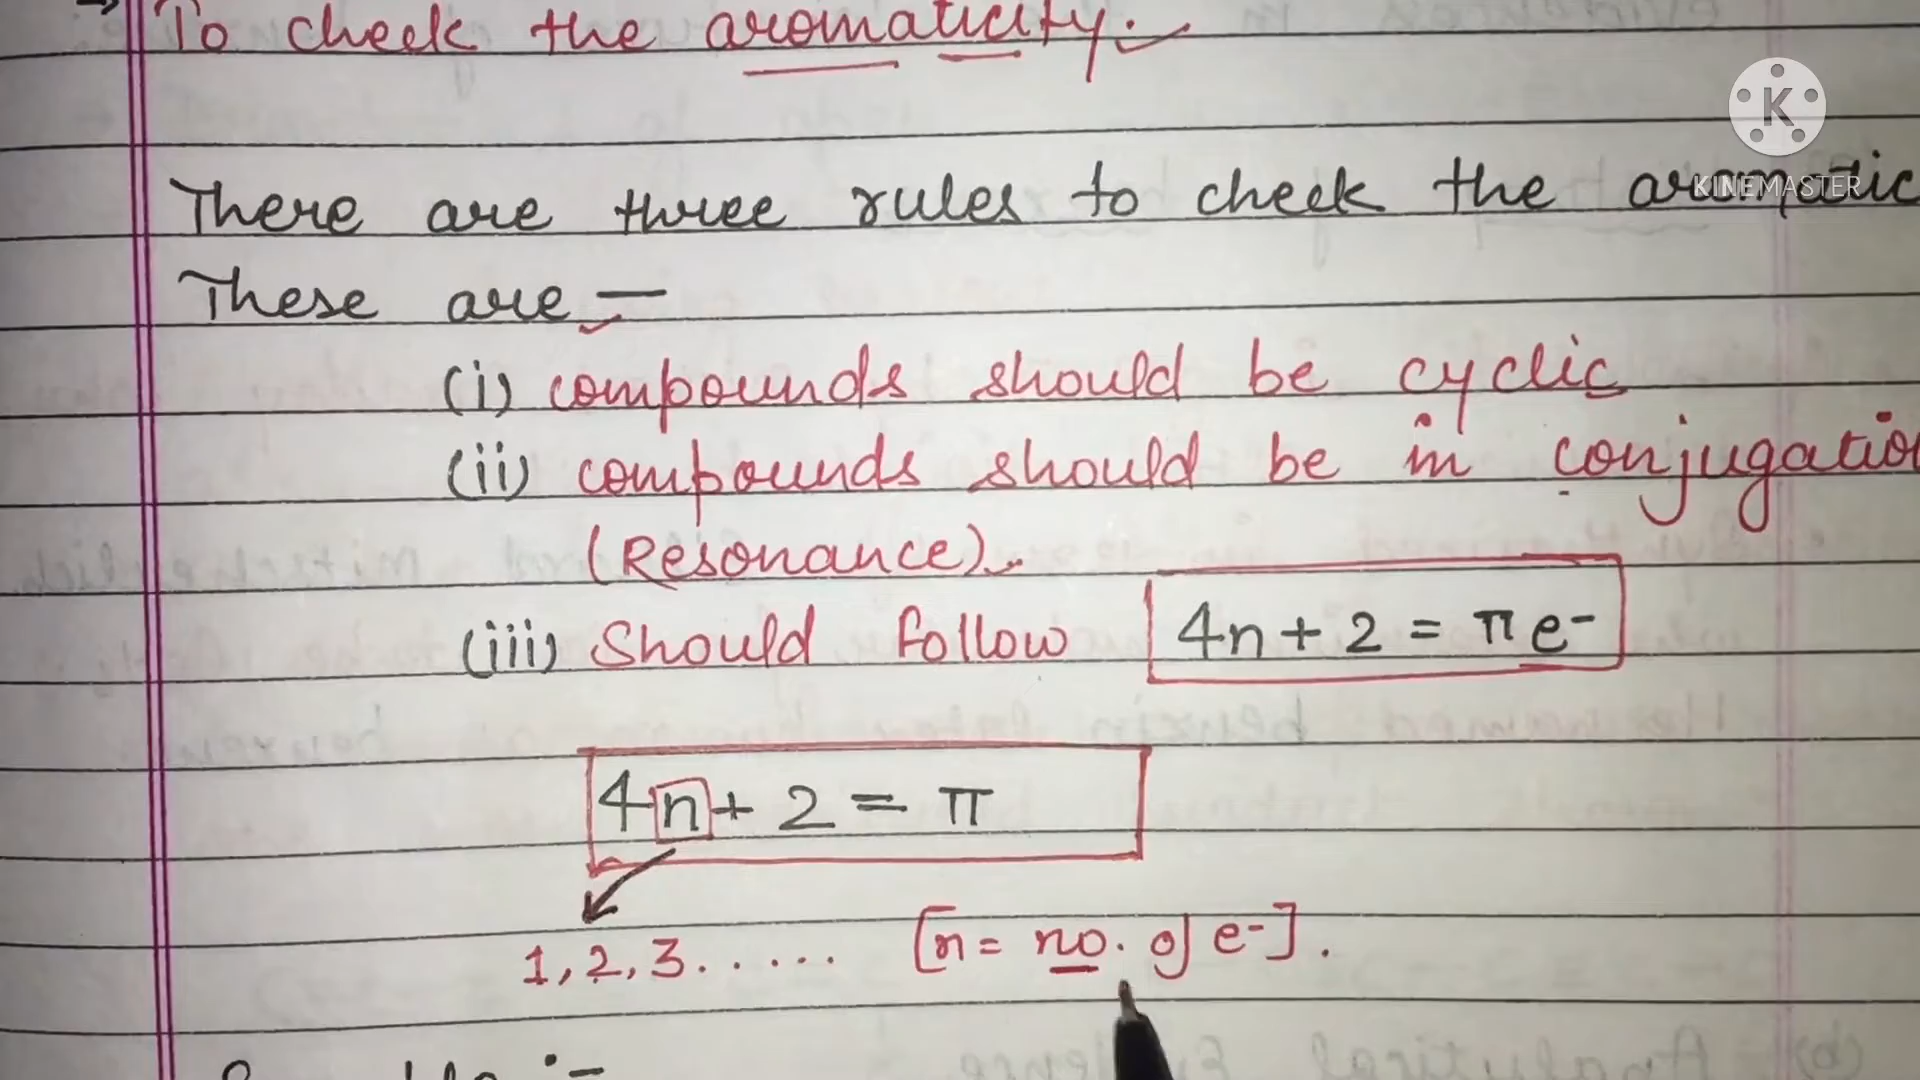 → To check the aromaticity.
K
KINEMASTER
There are three rules to check the aromatic
These are —
(i) compounds should be cyclic
(ii) compounds should be in conjugation
(Resonance).
(iii) Should follow 4n + 2 = π e⁻
4n + 2 = π
1, 2, 3...... [n = no. of e⁻].